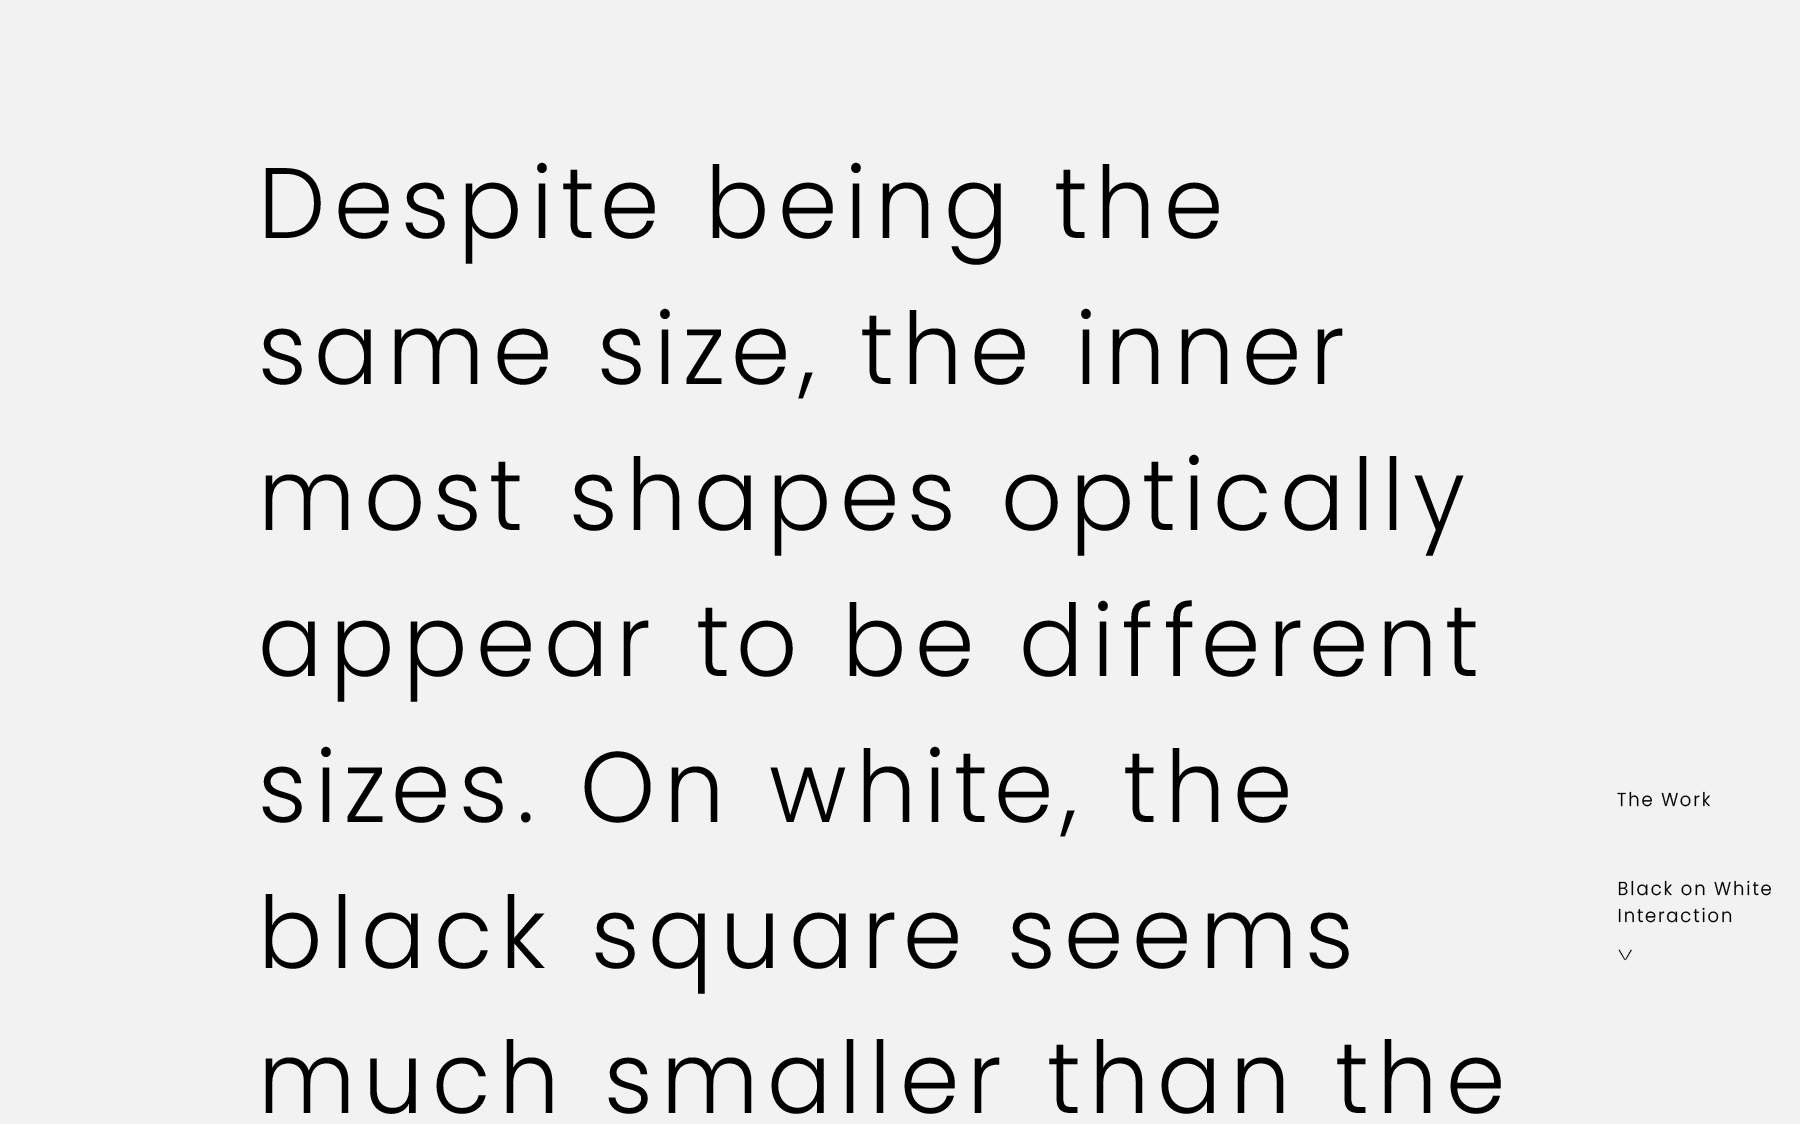 Despite being the
same size, the inner
most shapes optically
appear to be different
sizes. On white, the
black square seems
much smaller than the
The Work
Black on White
Interaction